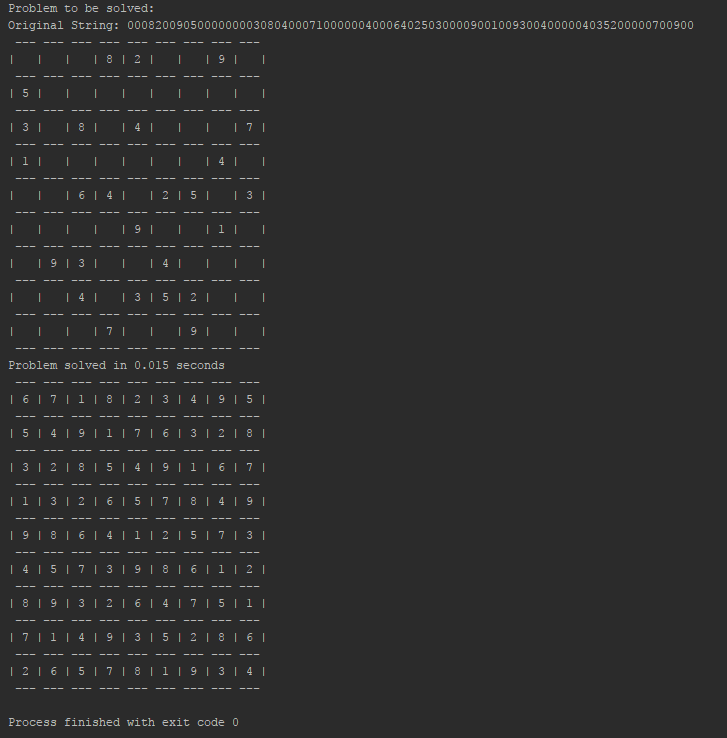 Problem to be solved:
Original String: 000820090500000000308040007100000040006402503000090010093004000004035200000700900
 --- --- --- --- --- --- --- --- ---
|   |   |   | 8 | 2 |   |   | 9 |   |
 --- --- --- --- --- --- --- --- ---
| 5 |   |   |   |   |   |   |   |   |
 --- --- --- --- --- --- --- --- ---
| 3 |   | 8 |   | 4 |   |   |   | 7 |
 --- --- --- --- --- --- --- --- ---
| 1 |   |   |   |   |   |   | 4 |   |
 --- --- --- --- --- --- --- --- ---
|   |   | 6 | 4 |   | 2 | 5 |   | 3 |
 --- --- --- --- --- --- --- --- ---
|   |   |   |   | 9 |   |   | 1 |   |
 --- --- --- --- --- --- --- --- ---
|   | 9 | 3 |   |   | 4 |   |   |   |
 --- --- --- --- --- --- --- --- ---
|   |   | 4 |   | 3 | 5 | 2 |   |   |
 --- --- --- --- --- --- --- --- ---
|   |   |   | 7 |   |   | 9 |   |   |
 --- --- --- --- --- --- --- --- ---
Problem solved in 0.015 seconds
 --- --- --- --- --- --- --- --- ---
| 6 | 7 | 1 | 8 | 2 | 3 | 4 | 9 | 5 |
 --- --- --- --- --- --- --- --- ---
| 5 | 4 | 9 | 1 | 7 | 6 | 3 | 2 | 8 |
 --- --- --- --- --- --- --- --- ---
| 3 | 2 | 8 | 5 | 4 | 9 | 1 | 6 | 7 |
 --- --- --- --- --- --- --- --- ---
| 1 | 3 | 2 | 6 | 5 | 7 | 8 | 4 | 9 |
 --- --- --- --- --- --- --- --- ---
| 9 | 8 | 6 | 4 | 1 | 2 | 5 | 7 | 3 |
 --- --- --- --- --- --- --- --- ---
| 4 | 5 | 7 | 3 | 9 | 8 | 6 | 1 | 2 |
 --- --- --- --- --- --- --- --- ---
| 8 | 9 | 3 | 2 | 6 | 4 | 7 | 5 | 1 |
 --- --- --- --- --- --- --- --- ---
| 7 | 1 | 4 | 9 | 3 | 5 | 2 | 8 | 6 |
 --- --- --- --- --- --- --- --- ---
| 2 | 6 | 5 | 7 | 8 | 1 | 9 | 3 | 4 |
 --- --- --- --- --- --- --- --- ---
Process finished with exit code 0